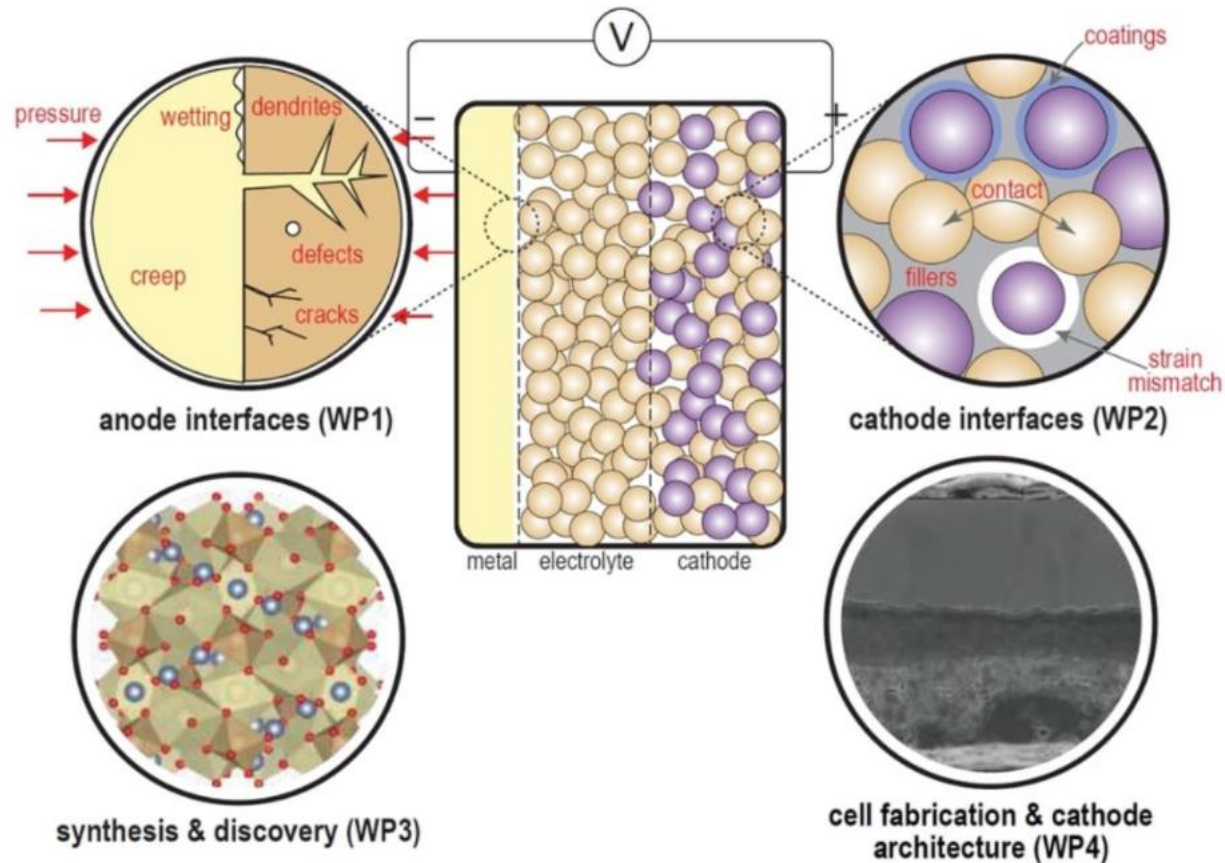 V
coatings
pressure
wetting
dendrites
−
+
contact
defects
creep
fillers
cracks
strain
mismatch
anode interfaces (WP1)
cathode interfaces (WP2)
metal
electrolyte
cathode
synthesis & discovery (WP3)
cell fabrication & cathode
architecture (WP4)